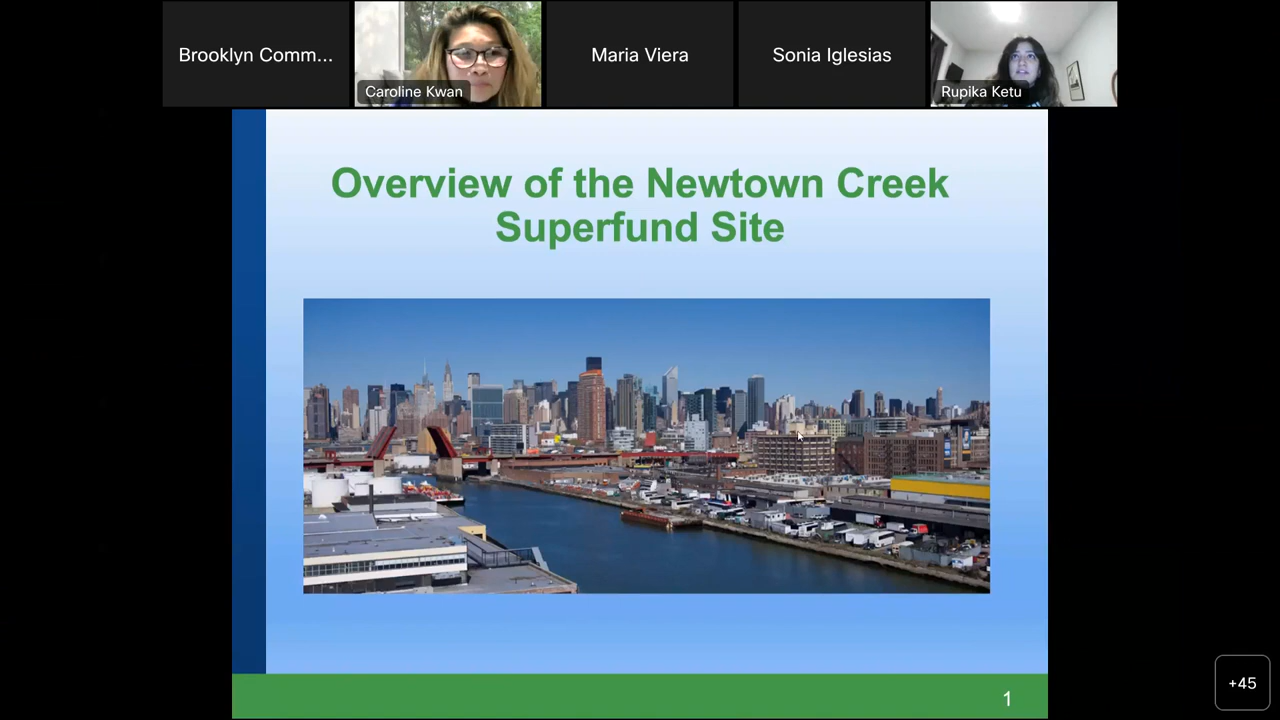 Brooklyn Comm...
Caroline Kwan
Maria Viera
Sonia Iglesias
Rupika Ketu
Overview of the Newtown Creek
Superfund Site
1
+45